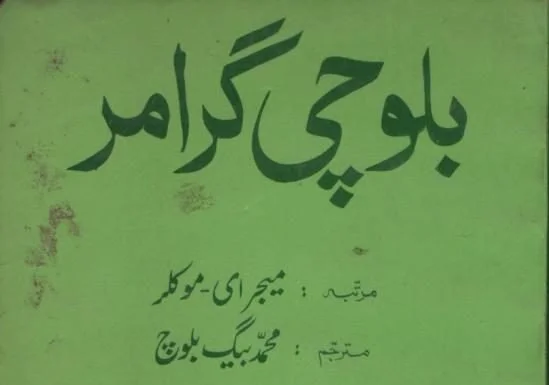 بلوچی گرامر
مرتبہ : میجر ای - موکلر
مترجم : محمد بیگ بلوچ